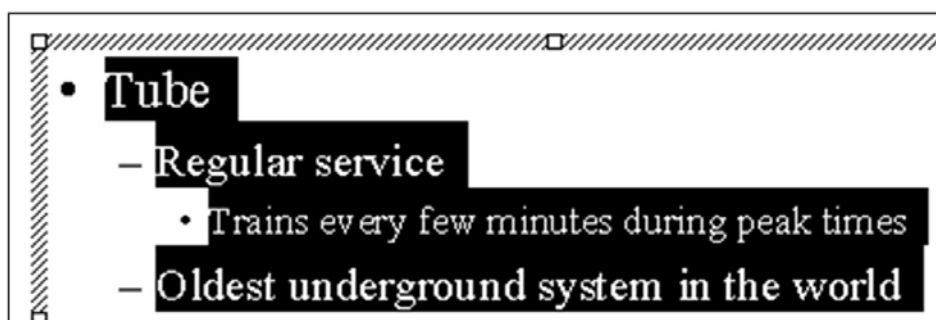 • Tube
– Regular service
• Trains every few minutes during peak times
– Oldest underground system in the world